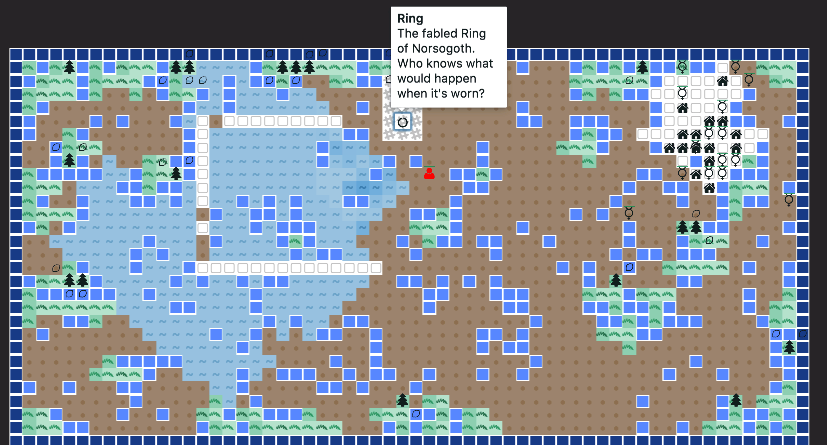 Ring
The fabled Ring
of Norsogoth.
Who knows what
would happen
when it's worn?